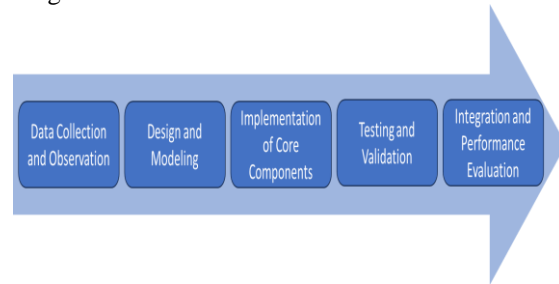 Data Collection
and Observation
Design and
Modeling
Implementation
of Core
Components
Testing and
Validation
Integration and
Performance
Evaluation